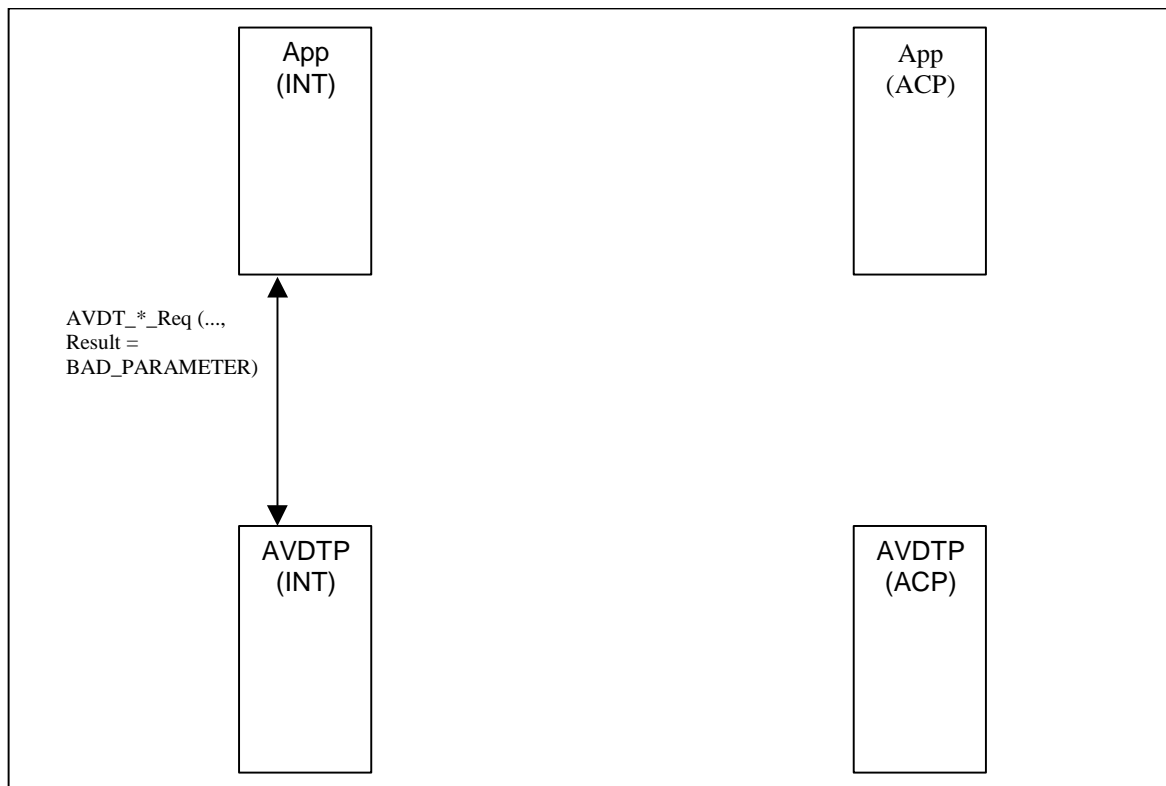 App
(INT)
App
(ACP)
AVDT_*_Req (...,
Result =
BAD_PARAMETER)
AVDTP
(INT)
AVDTP
(ACP)